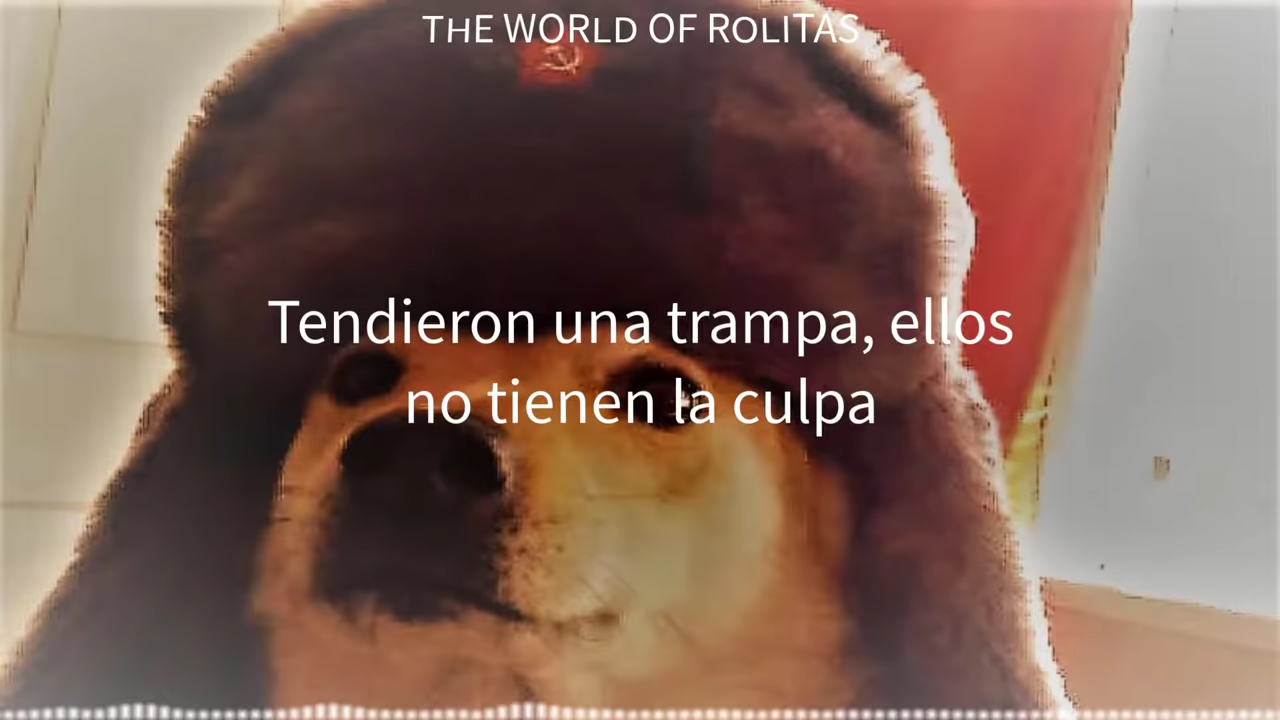 THE WORLD OF ROLITAS
Tendieron una trampa, ellos
no tienen la culpa